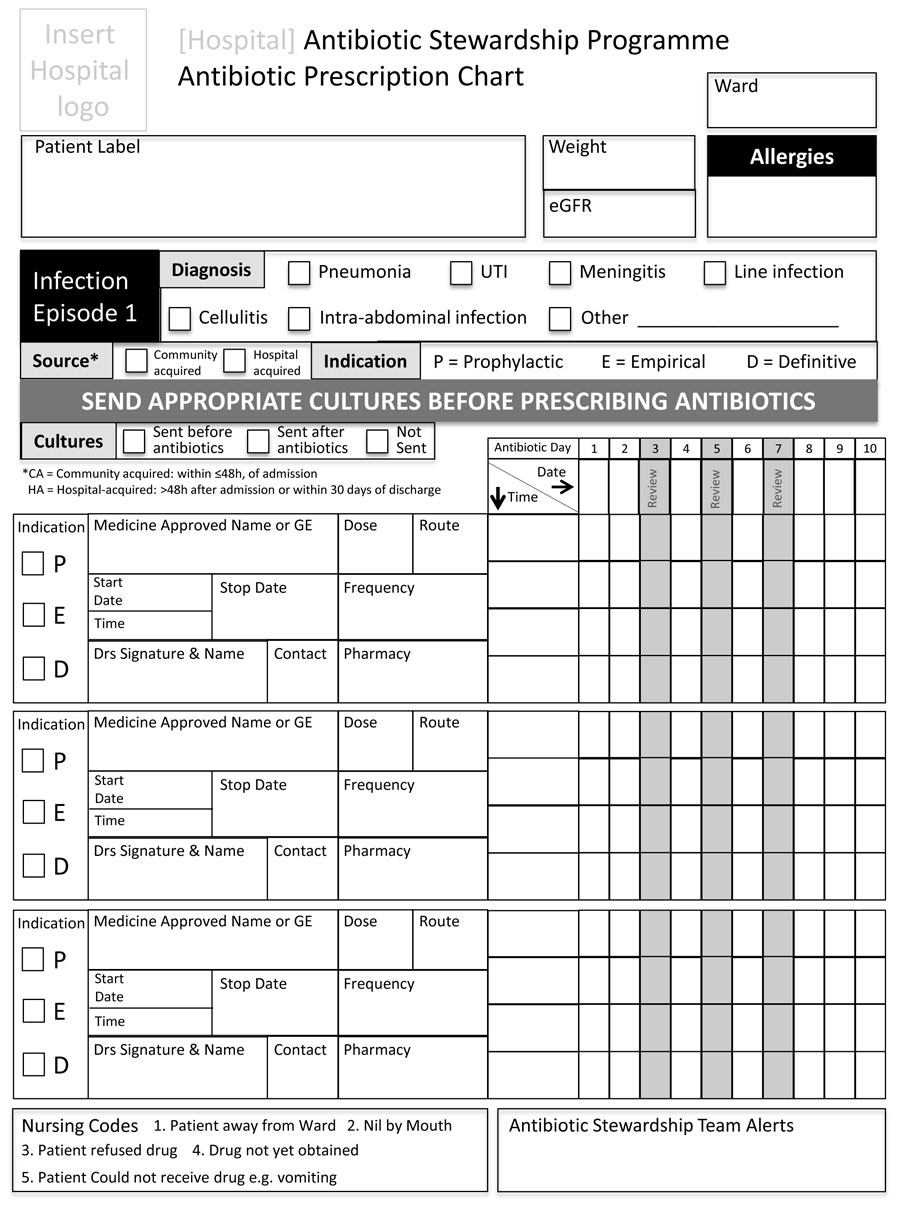 Insert
Hospital
logo
[Hospital] Antibiotic Stewardship Programme
Antibiotic Prescription Chart
Ward
Patient Label
Weight
eGFR
Allergies
Infection
Episode 1
Diagnosis
Pneumonia
UTI
Meningitis
Line infection
Cellulitis
Intra-abdominal infection
Other ____________________
Source*
Community
acquired
Hospital
acquired
Indication
P = Prophylactic
E = Empirical
D = Definitive
SEND APPROPRIATE CULTURES BEFORE PRESCRIBING ANTIBIOTICS
Cultures
Sent before
antibiotics
Sent after
antibiotics
Not
Sent
*CA = Community acquired: within ≤48h, of admission
HA = Hospital-acquired: >48h after admission or within 30 days of discharge
Antibiotic Day 1 2 3 4 5 6 7 8 9 10
Date
Time
Review
Review
Review
Indication
P
E
D
Medicine Approved Name or GE
Dose
Route
Start
Date
Time
Stop Date
Frequency
Drs Signature & Name
Contact
Pharmacy
Indication
P
E
D
Medicine Approved Name or GE
Dose
Route
Start
Date
Time
Stop Date
Frequency
Drs Signature & Name
Contact
Pharmacy
Indication
P
E
D
Medicine Approved Name or GE
Dose
Route
Start
Date
Time
Stop Date
Frequency
Drs Signature & Name
Contact
Pharmacy
Nursing Codes 1. Patient away from Ward 2. Nil by Mouth
3. Patient refused drug 4. Drug not yet obtained
5. Patient Could not receive drug e.g. vomiting
Antibiotic Stewardship Team Alerts